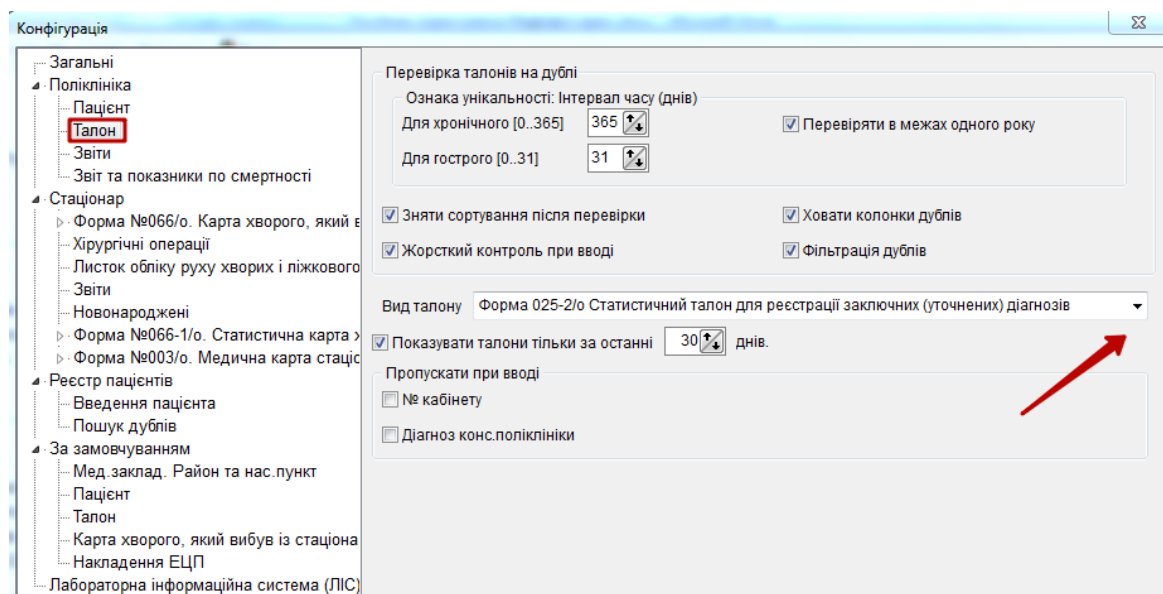 Конфігурація
Загальні
Поліклініка
Пацієнт
Талон
Звіти
Звіт та показники по смертності
Стаціонар
Форма №066/о. Карта хворого, який в
Хірургічні операції
Листок обліку руху хворих і ліжкового
Звіти
Новонароджені
Форма №066-1/о. Статистична карта х
Форма №003/о. Медична карта стаціс
Реєстр пацієнтів
Введення пацієнта
Пошук дублів
За замовчуванням
Мед.заклад. Район та нас.пункт
Пацієнт
Талон
Карта хворого, який вибув із стаціона
Накладення ЕЦП
Лабораторна інформаційна система (ЛІС)
Перевірка талонів на дублі
Ознака унікальності: Інтервал часу (днів)
Для хронічного [0..365] 365 Перевіряти в межах одного року
Для гострого [0..31] 31
Зняти сортування після перевірки Ховати колонки дублів
Жорсткий контроль при вводі Фільтрація дублів
Вид талону Форма 025-2/о Статистичний талон для реєстрації заключних (уточнених) діагнозів
Показувати талони тільки за останні 30 днів.
Пропускати при вводі
№ кабінету
Діагноз конс.поліклініки